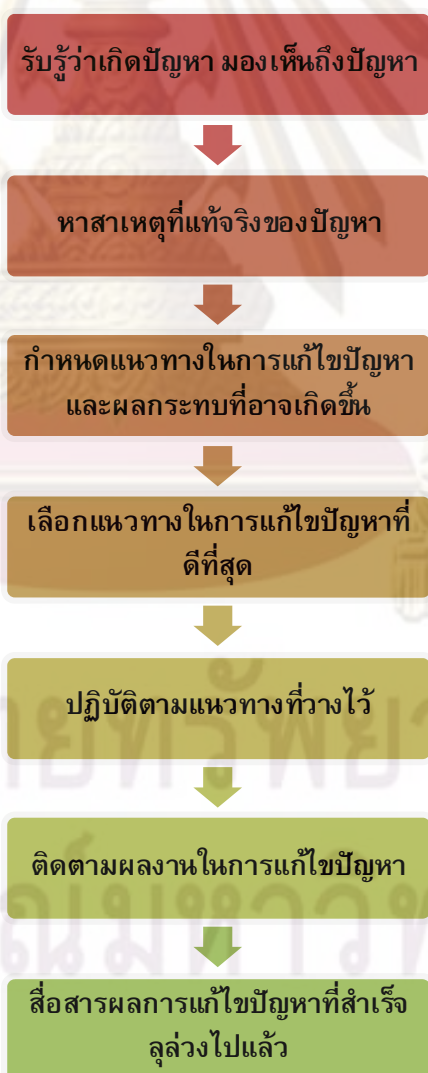 รับรู้ว่าเกิดปัญหา มองเห็นถึงปัญหา
หาสาเหตุที่แท้จริงของปัญหา
กำหนดแนวทางในการแก้ไขปัญหา
และผลกระทบที่อาจเกิดขึ้น
เลือกแนวทางในการแก้ไขปัญหาที่
ดีที่สุด
ปฏิบัติตามแนวทางที่วางไว้
ติดตามผลงานในการแก้ไขปัญหา
สื่อสารผลการแก้ไขปัญหาที่สำเร็จ
ลุล่วงไปแล้ว